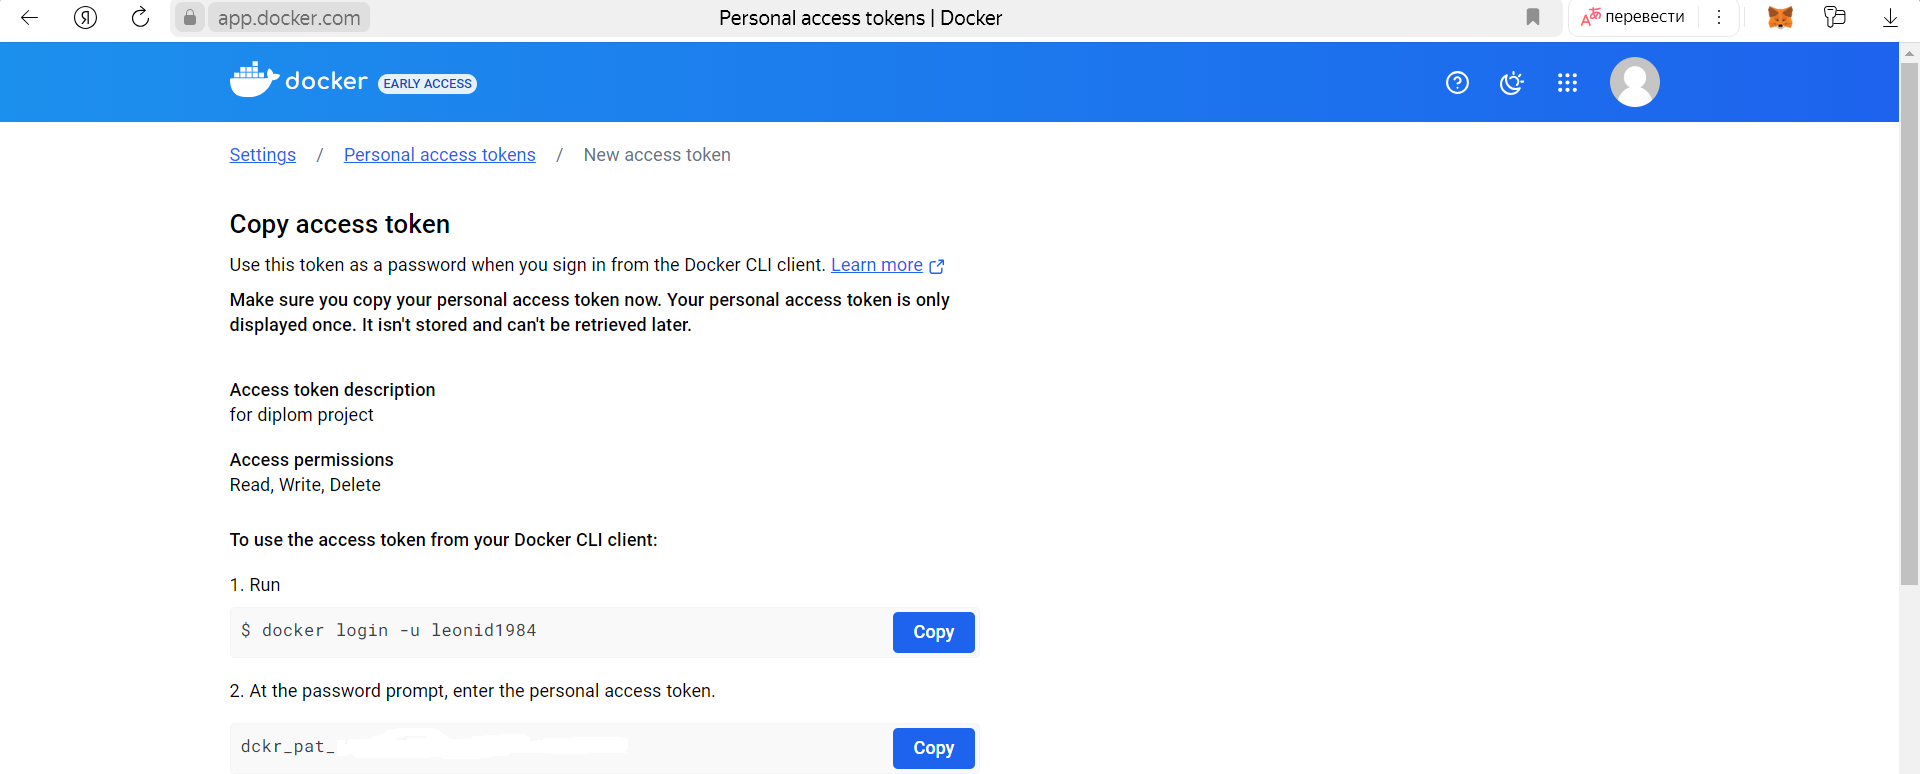 Я
app.docker.com
Personal access tokens | Docker
перевести
docker EARLY ACCESS
Settings / Personal access tokens / New access token
Copy access token
Use this token as a password when you sign in from the Docker CLI client. Learn more
Make sure you copy your personal access token now. Your personal access token is only
displayed once. It isn't stored and can't be retrieved later.
Access token description
for diplom project
Access permissions
Read, Write, Delete
To use the access token from your Docker CLI client:
1. Run
$ docker login -u leonid1984
Copy
2. At the password prompt, enter the personal access token.
dckr_pat_
Copy